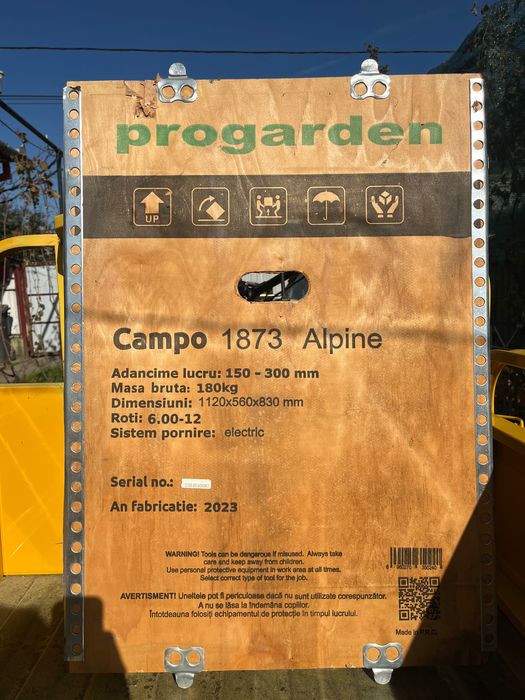 progarden
UP
Campo 1873 Alpine
Adancime lucru: 150 - 300 mm
Masa bruta: 180kg
Dimensiuni: 1120x560x830 mm
Roti: 6.00-12
Sistem pornire: electric
Serial no.:
An fabricatie: 2023
WARNING! Tools can be dangerous if misused. Always take
care and keep away from children.
Use personal protective equipment in work area at all times.
Select correct type of tool for the job.
AVERTISMENT! Uneltele pot fi periculoase dacă nu sunt utilizate corespunzător.
A nu se lăsa la îndemâna copiilor.
Întotdeauna folosiți echipamentul de protecție în timpul lucrului.
Made in P.R.C.